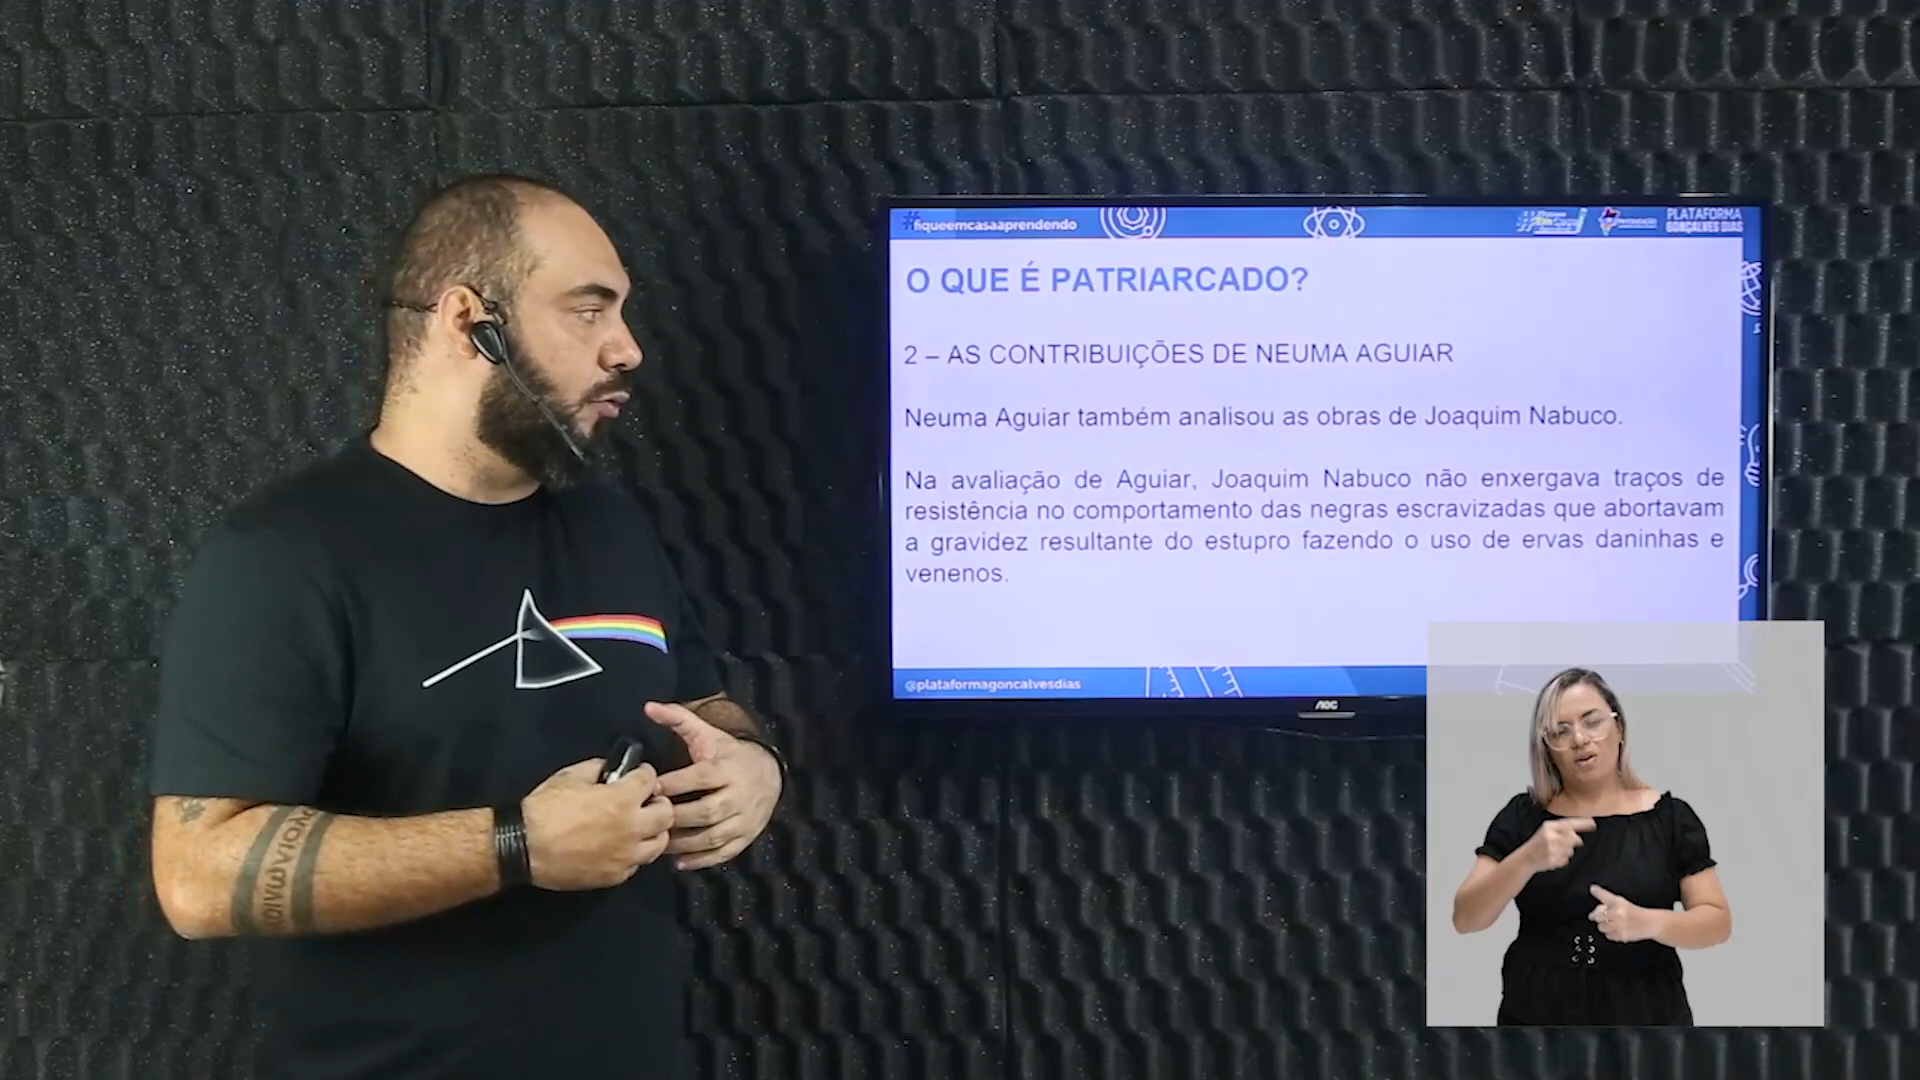 #fiqueemcasaaprendendo
PLATAFORMA
GONÇALVES DIAS
O QUE É PATRIARCADO?
2 – AS CONTRIBUIÇÕES DE NEUMA AGUIAR
Neuma Aguiar também analisou as obras de Joaquim Nabuco.
Na avaliação de Aguiar, Joaquim Nabuco não enxergava traços de
resistência no comportamento das negras escravizadas que abortavam
a gravidez resultante do estupro fazendo o uso de ervas daninhas e
venenos.
@plataformagoncalvesdias
AOC